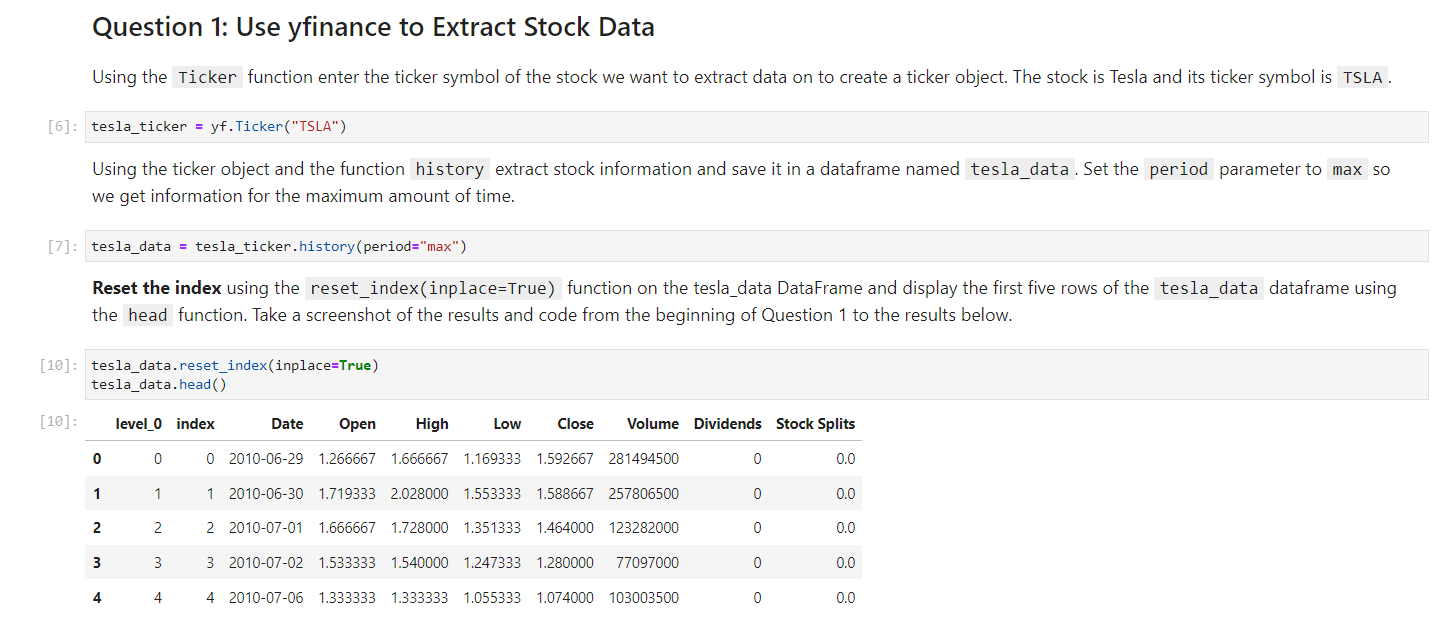 Question 1: Use yfinance to Extract Stock Data
Using the Ticker function enter the ticker symbol of the stock we want to extract data on to create a ticker object. The stock is Tesla and its ticker symbol is TSLA .
[6]: tesla_ticker = yf.Ticker("TSLA")
Using the ticker object and the function history extract stock information and save it in a dataframe named tesla_data . Set the period parameter to max so
we get information for the maximum amount of time.
[7]: tesla_data = tesla_ticker.history(period="max")
Reset the index using the reset_index(inplace=True) function on the tesla_data DataFrame and display the first five rows of the tesla_data dataframe using
the head function. Take a screenshot of the results and code from the beginning of Question 1 to the results below.
[10]: tesla_data.reset_index(inplace=True)
tesla_data.head()
[10]: level_0 index Date Open High Low Close Volume Dividends Stock Splits
0 0 0 2010-06-29 1.266667 1.666667 1.169333 1.592667 281494500 0 0.0
1 1 1 2010-06-30 1.719333 2.028000 1.553333 1.588667 257806500 0 0.0
2 2 2 2010-07-01 1.666667 1.728000 1.351333 1.464000 123282000 0 0.0
3 3 3 2010-07-02 1.533333 1.540000 1.247333 1.280000 77097000 0 0.0
4 4 4 2010-07-06 1.333333 1.333333 1.055333 1.074000 103003500 0 0.0